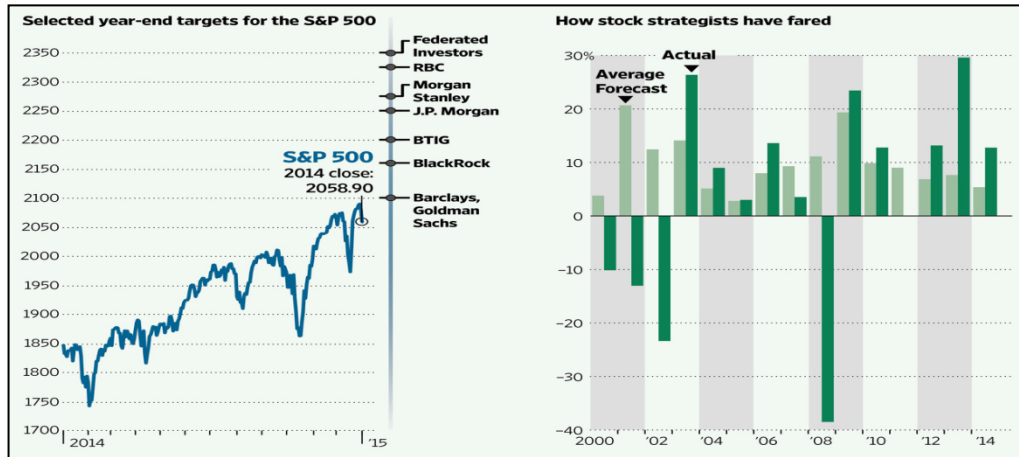 Selected year-end targets for the S&P 500
2350
2300
2250
2200
2150
2100
2050
2000
1950
1900
1850
1800
1750
1700
2014
'15
S&P 500
2014 close:
2058.90
Federated
Investors
RBC
Morgan
Stanley
J.P. Morgan
BTIG
BlackRock
Barclays,
Goldman
Sachs
How stock strategists have fared
30%
20
10
0
−10
−20
−30
−40
Average
Forecast
Actual
2000
'02
'04
'06
'08
'10
'12
'14